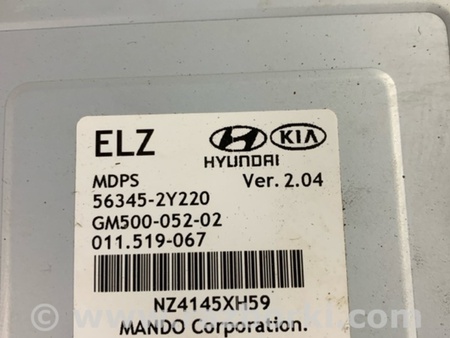 ELZ
HYUNDAI
KIA
MDPS
Ver. 2.04
56345-2Y220
GM500-052-02
011.519-067
NZ4145XH59
MANDO Corporation.